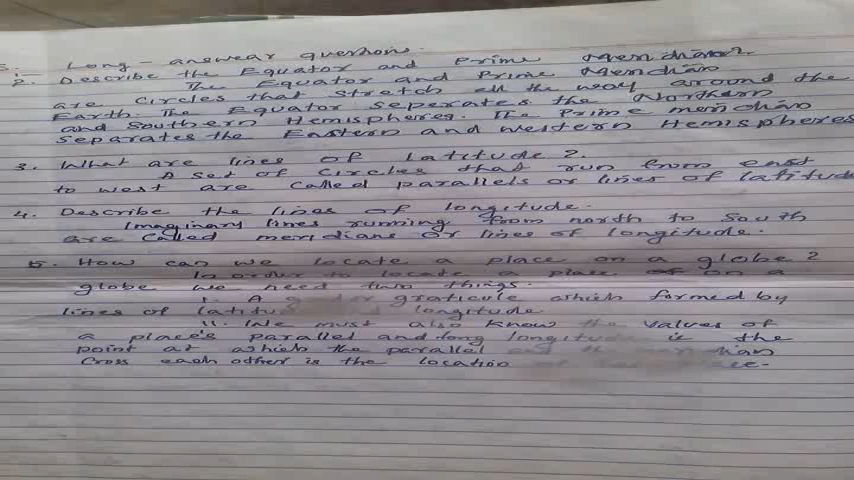 Long - answear questions.
2. Describe the Equator and Prime Meridian?
The Equator and Prime Meridian
are circles that stretch all the way around the
Earth. The Equator seperates the Northern
and Southern Hemispheres. The Prime meridian
separates the Eastern and western Hemispheres
3. What are lines of latitude ?
A set of circles that run from east
to west are called parallels or lines of latitude
4. Describe the lines of longitude.
Imaginary lines running from north to South
are called meridians or lines of longitude.
5. How can we locate a place on a globe ?
In order to locate a place on a
globe we need two things.
I. A graticule which formed by
lines of longitude
II. We must also know the values of
a place's parallel and long longitude is the
point at which the parallel
cross each other is the location